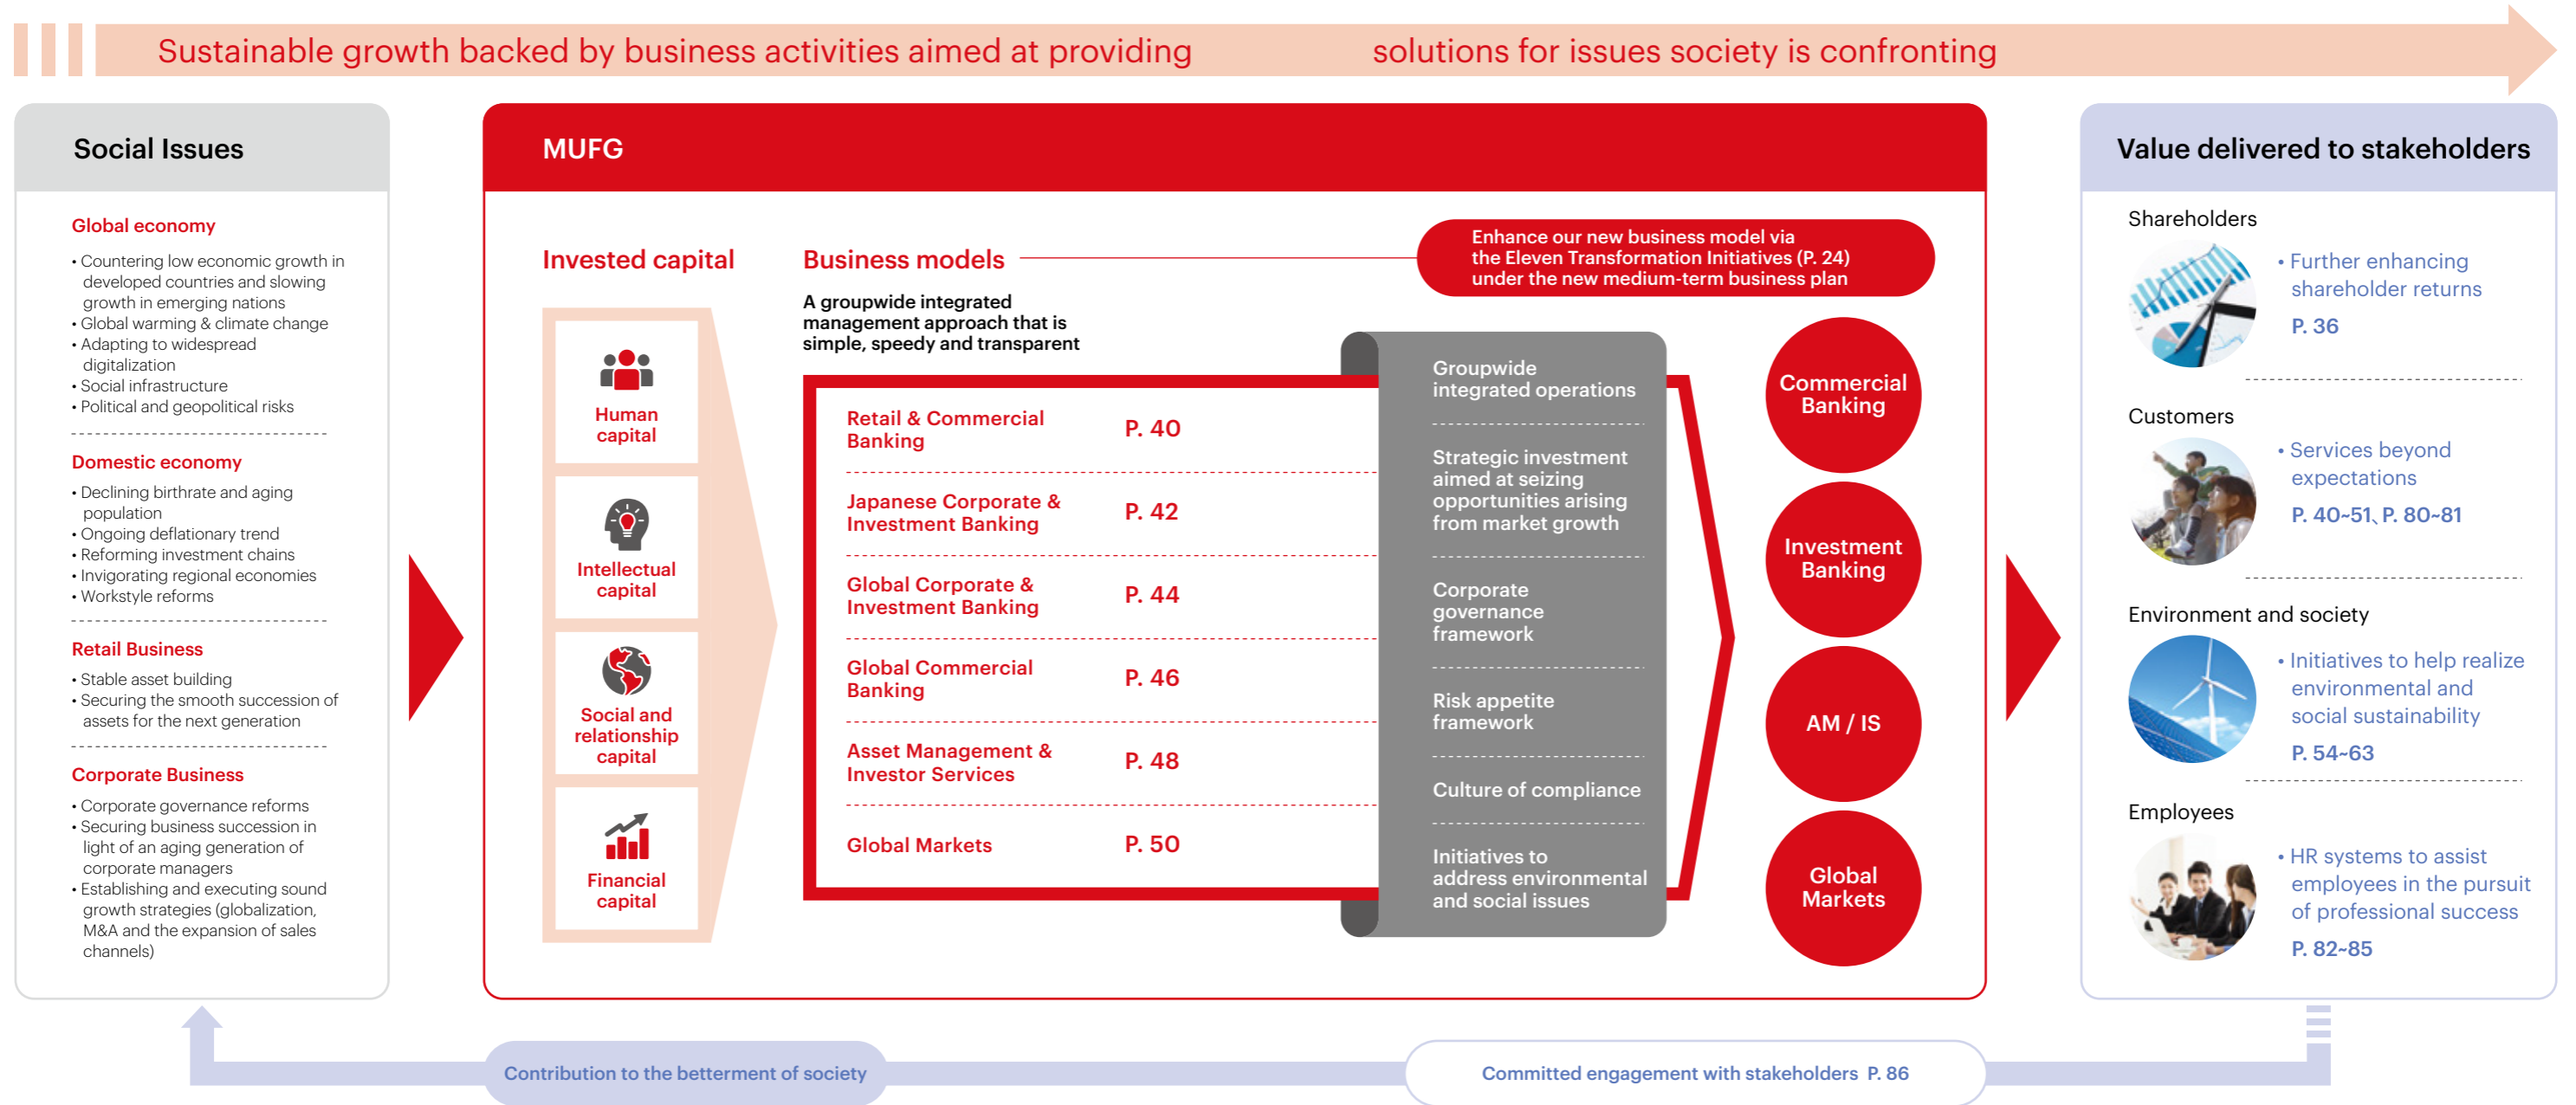 Sustainable growth backed by business activities aimed at providing solutions for issues society is confronting
Social Issues
Global economy
• Countering low economic growth in
developed countries and slowing
growth in emerging nations
• Global warming & climate change
• Adapting to widespread
digitalization
• Social infrastructure
• Political and geopolitical risks
Domestic economy
• Declining birthrate and aging
population
• Ongoing deflationary trend
• Reforming investment chains
• Invigorating regional economies
• Workstyle reforms
Retail Business
• Stable asset building
• Securing the smooth succession of
assets for the next generation
Corporate Business
• Corporate governance reforms
• Securing business succession in
light of an aging generation of
corporate managers
• Establishing and executing sound
growth strategies (globalization,
M&A and the expansion of sales
channels)
MUFG
Invested capital
Human
capital
Intellectual
capital
Social and
relationship
capital
Financial
capital
Business models
A groupwide integrated
management approach that is
simple, speedy and transparent
Enhance our new business model via
the Eleven Transformation Initiatives (P. 24)
under the new medium-term business plan
Retail & Commercial
Banking
P. 40
Japanese Corporate &
Investment Banking
P. 42
Global Corporate &
Investment Banking
P. 44
Global Commercial
Banking
P. 46
Asset Management &
Investor Services
P. 48
Global Markets
P. 50
Groupwide
integrated operations
Strategic investment
aimed at seizing
opportunities arising
from market growth
Corporate
governance
framework
Risk appetite
framework
Culture of compliance
Initiatives to
address environmental
and social issues
Commercial
Banking
Investment
Banking
AM / IS
Global
Markets
Value delivered to stakeholders
Shareholders
• Further enhancing
shareholder returns
P. 36
Customers
• Services beyond
expectations
P. 40~51、P. 80~81
Environment and society
• Initiatives to help realize
environmental and
social sustainability
P. 54~63
Employees
• HR systems to assist
employees in the pursuit
of professional success
P. 82~85
Contribution to the betterment of society
Committed engagement with stakeholders P. 86